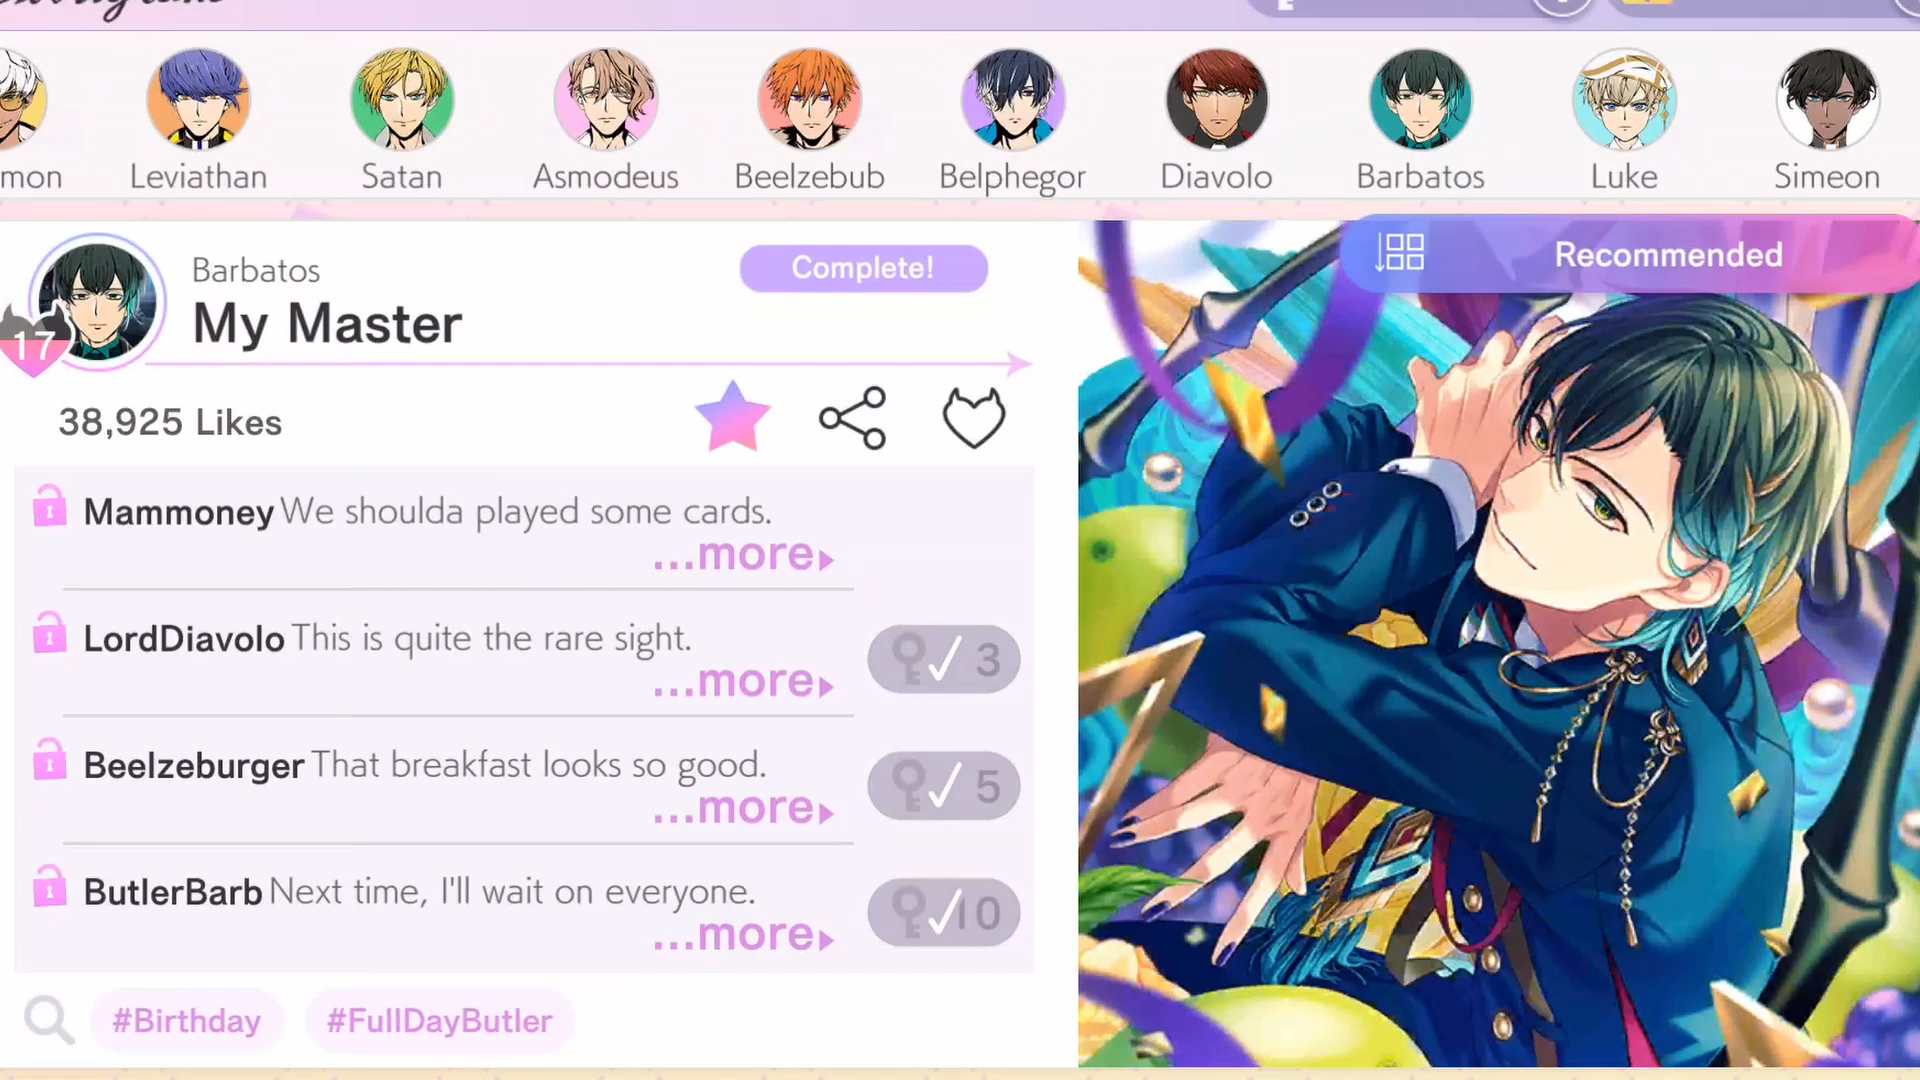 mon Leviathan Satan Asmodeus Beelzebub Belphegor Diavolo Barbatos Luke Simeon
Recommended
Barbatos
Complete!
My Master
17
38,925 Likes
Mammoney We shoulda played some cards.
...more
LordDiavolo This is quite the rare sight.
...more
3
Beelzeburger That breakfast looks so good.
...more
5
ButlerBarb Next time, I'll wait on everyone.
...more
10
#Birthday #FullDayButler